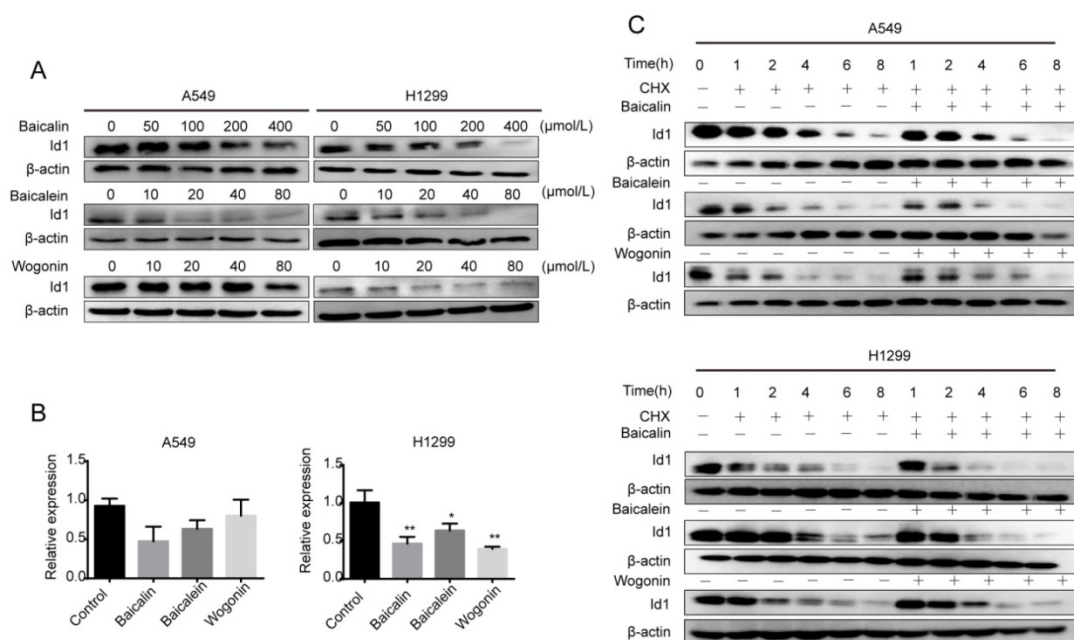 A
A549 H1299
Baicalin 0 50 100 200 400 0 50 100 200 400 (μmol/L)
Id1
β-actin
Baicalein 0 10 20 40 80 0 10 20 40 80 (μmol/L)
Id1
β-actin
Wogonin 0 10 20 40 80 0 10 20 40 80 (μmol/L)
Id1
β-actin
B
A549
Relative expression
1.5
1.0
0.5
0.0
Control Baicalin Baicalein Wogonin
H1299
Relative expression
1.5
1.0
0.5
0.0
** * **
Control Baicalin Baicalein Wogonin
C
A549
Time(h) 0 1 2 4 6 8 1 2 4 6 8
CHX − + + + + + + + + + +
Baicalin − − − − − − + + + + +
Id1
β-actin
Baicalein − − − − − − + + + + +
Id1
β-actin
Wogonin − − − − − − + + + + +
Id1
β-actin
H1299
Time(h) 0 1 2 4 6 8 1 2 4 6 8
CHX − + + + + + + + + + +
Baicalin − − − − − − + + + + +
Id1
β-actin
Baicalein − − − − − − + + + + +
Id1
β-actin
Wogonin − − − − − − + + + + +
Id1
β-actin